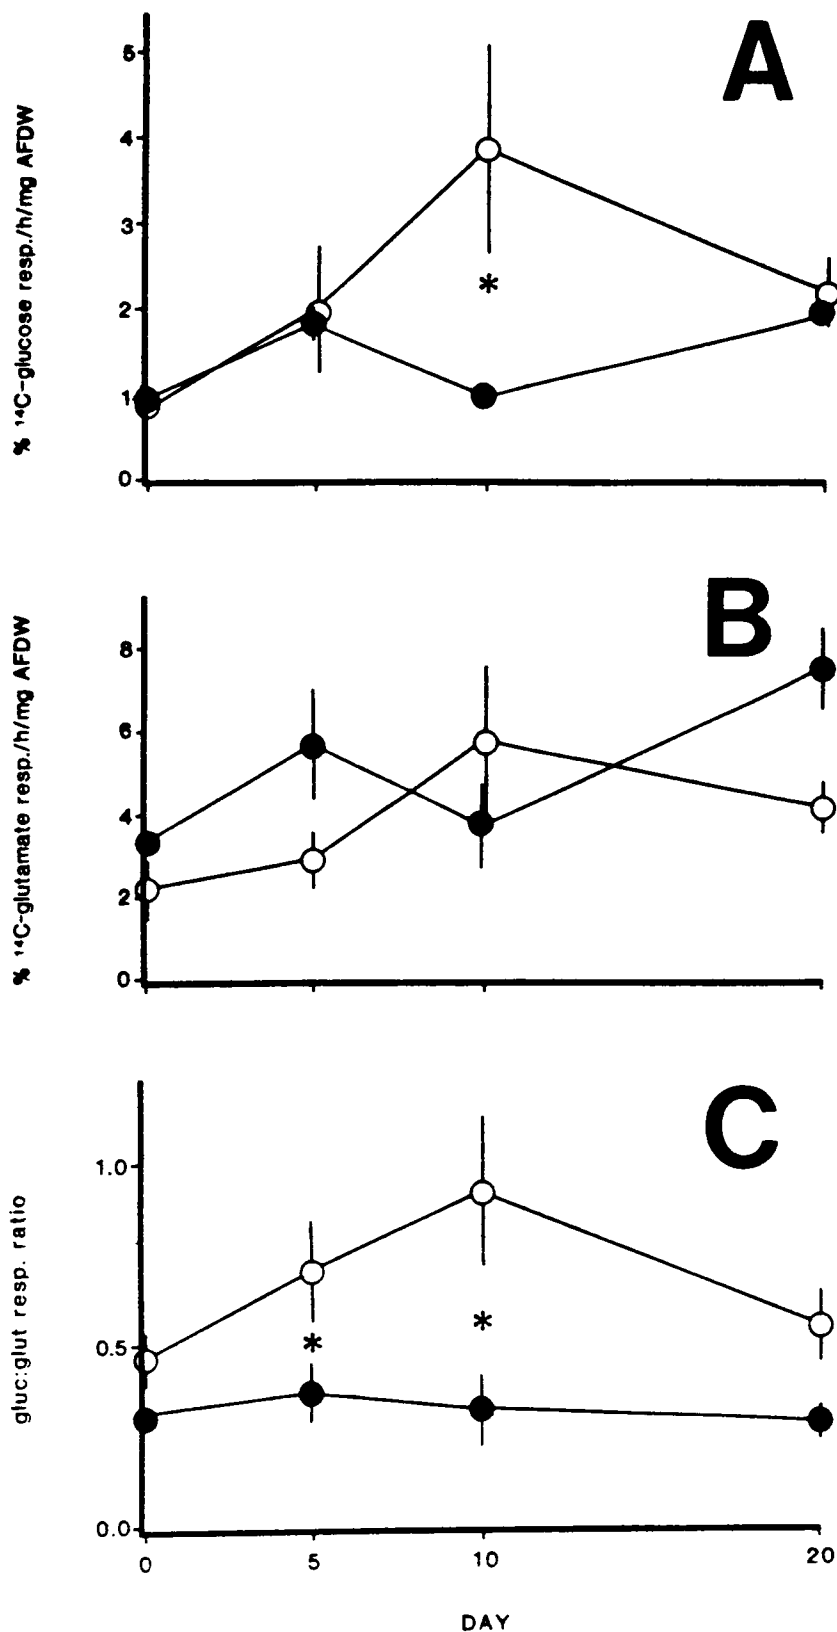 A
% ¹⁴C-glucose resp./h/mg AFDW
5
4
3
2
1
0
*
B
% ¹⁴C-glutamate resp./h/mg AFDW
8
6
4
2
0
C
gluc:glut resp. ratio
1.0
0.5
0.0
* *
0 5 10 20
DAY